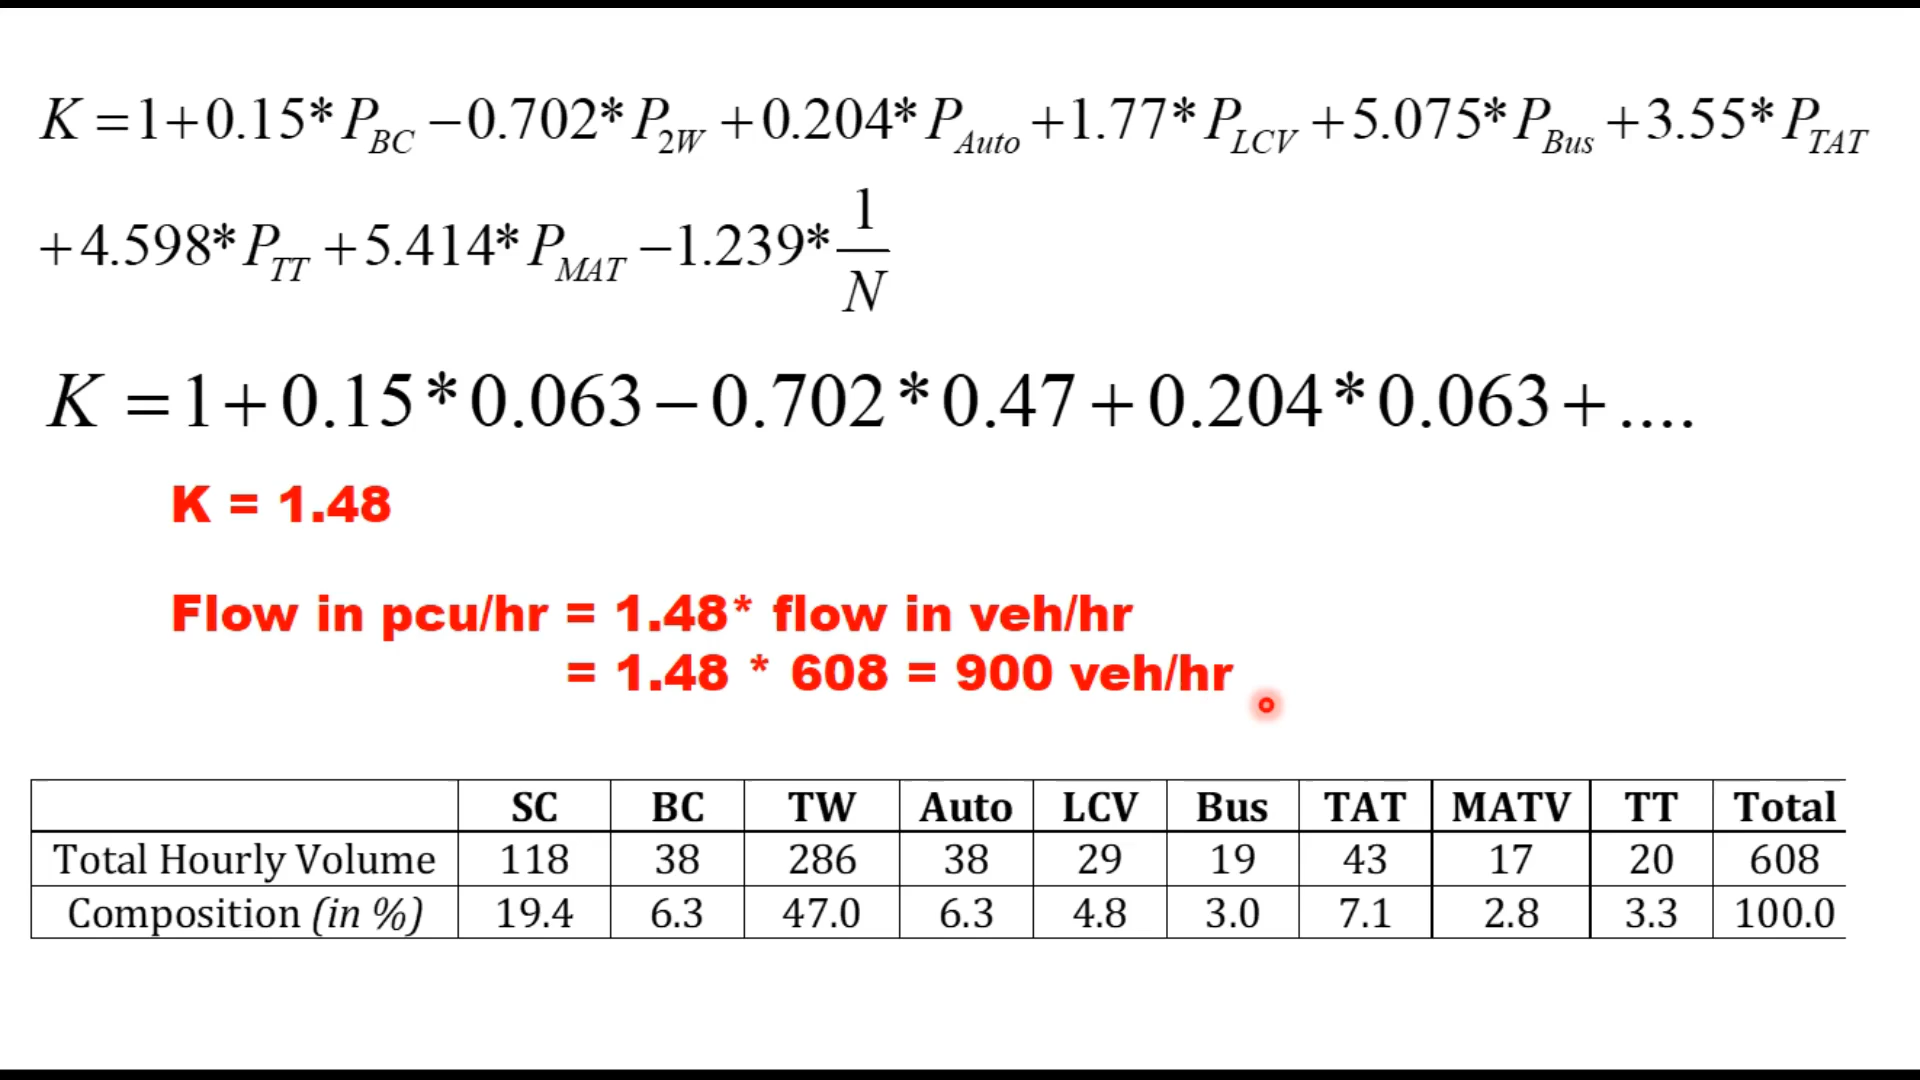 K = 1+0.15* P_BC −0.702* P_2W +0.204* P_Auto +1.77* P_LCV +5.075* P_Bus +3.55* P_TAT
+4.598* P_TT +5.414* P_MAT −1.239* 1/N
K = 1+0.15*0.063−0.702*0.47+0.204*0.063+....
K = 1.48
Flow in pcu/hr = 1.48* flow in veh/hr
= 1.48 * 608 = 900 veh/hr
SC BC TW Auto LCV Bus TAT MATV TT Total
Total Hourly Volume 118 38 286 38 29 19 43 17 20 608
Composition (in %) 19.4 6.3 47.0 6.3 4.8 3.0 7.1 2.8 3.3 100.0